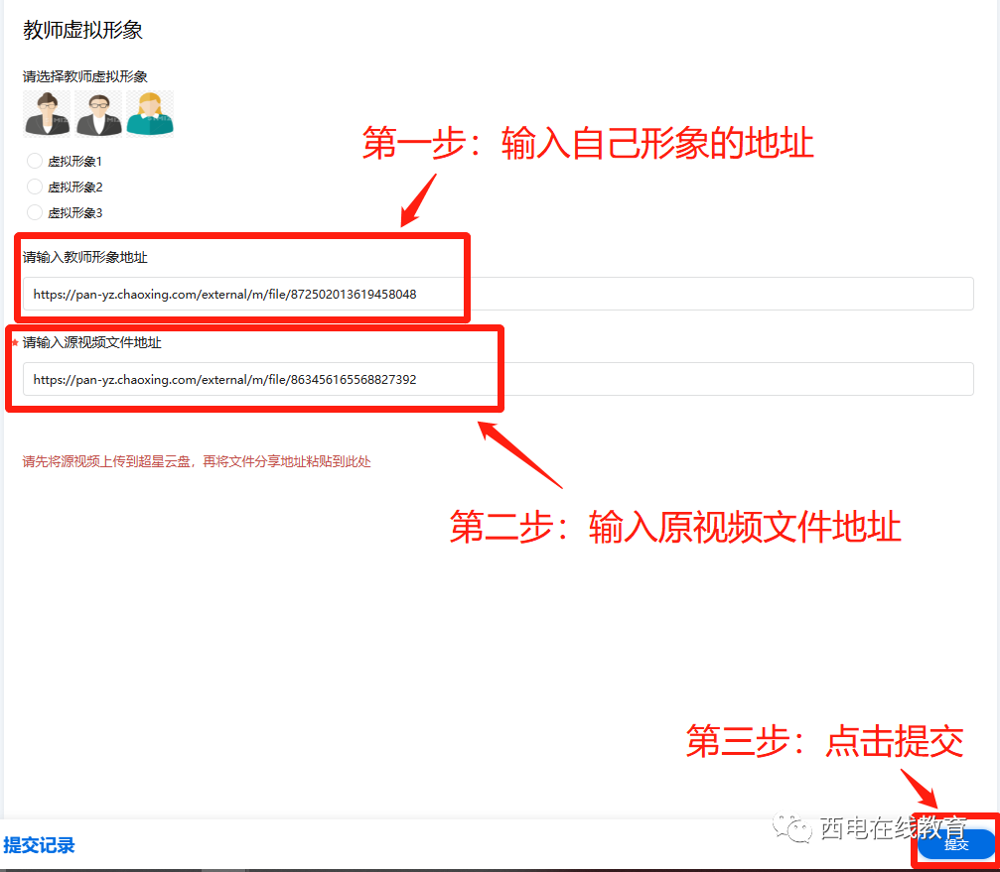 教师虚拟形象
请选择教师虚拟形象
虚拟形象1
虚拟形象2
虚拟形象3
第一步：输入自己形象的地址
请输入教师形象地址
https://pan-yz.chaoxing.com/external/m/file/872502013619458048
*请输入源视频文件地址
https://pan-yz.chaoxing.com/external/m/file/863456165568827392
请先将源视频上传到超星云盘，再将文件分享地址粘贴到此处
第二步：输入原视频文件地址
第三步：点击提交
西电在线教育
提交记录
提交